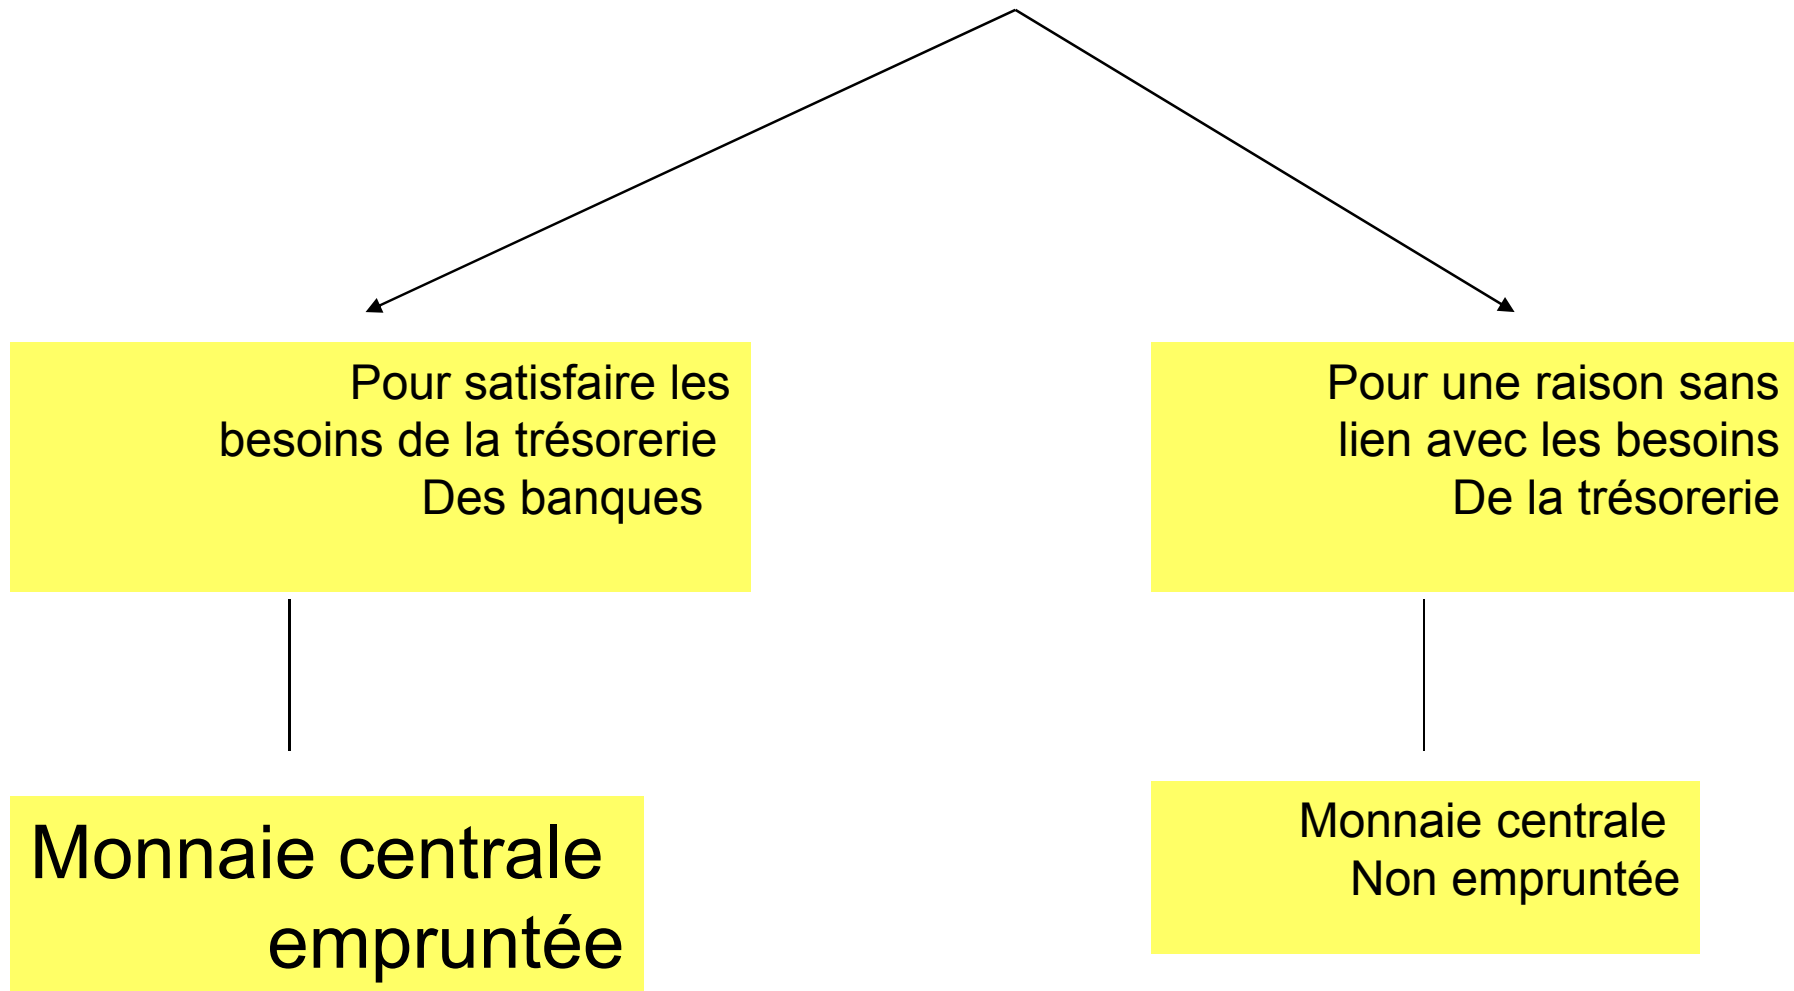 Pour satisfaire les
besoins de la trésorerie
Des banques
Pour une raison sans
lien avec les besoins
De la trésorerie
Monnaie centrale
empruntée
Monnaie centrale
Non empruntée